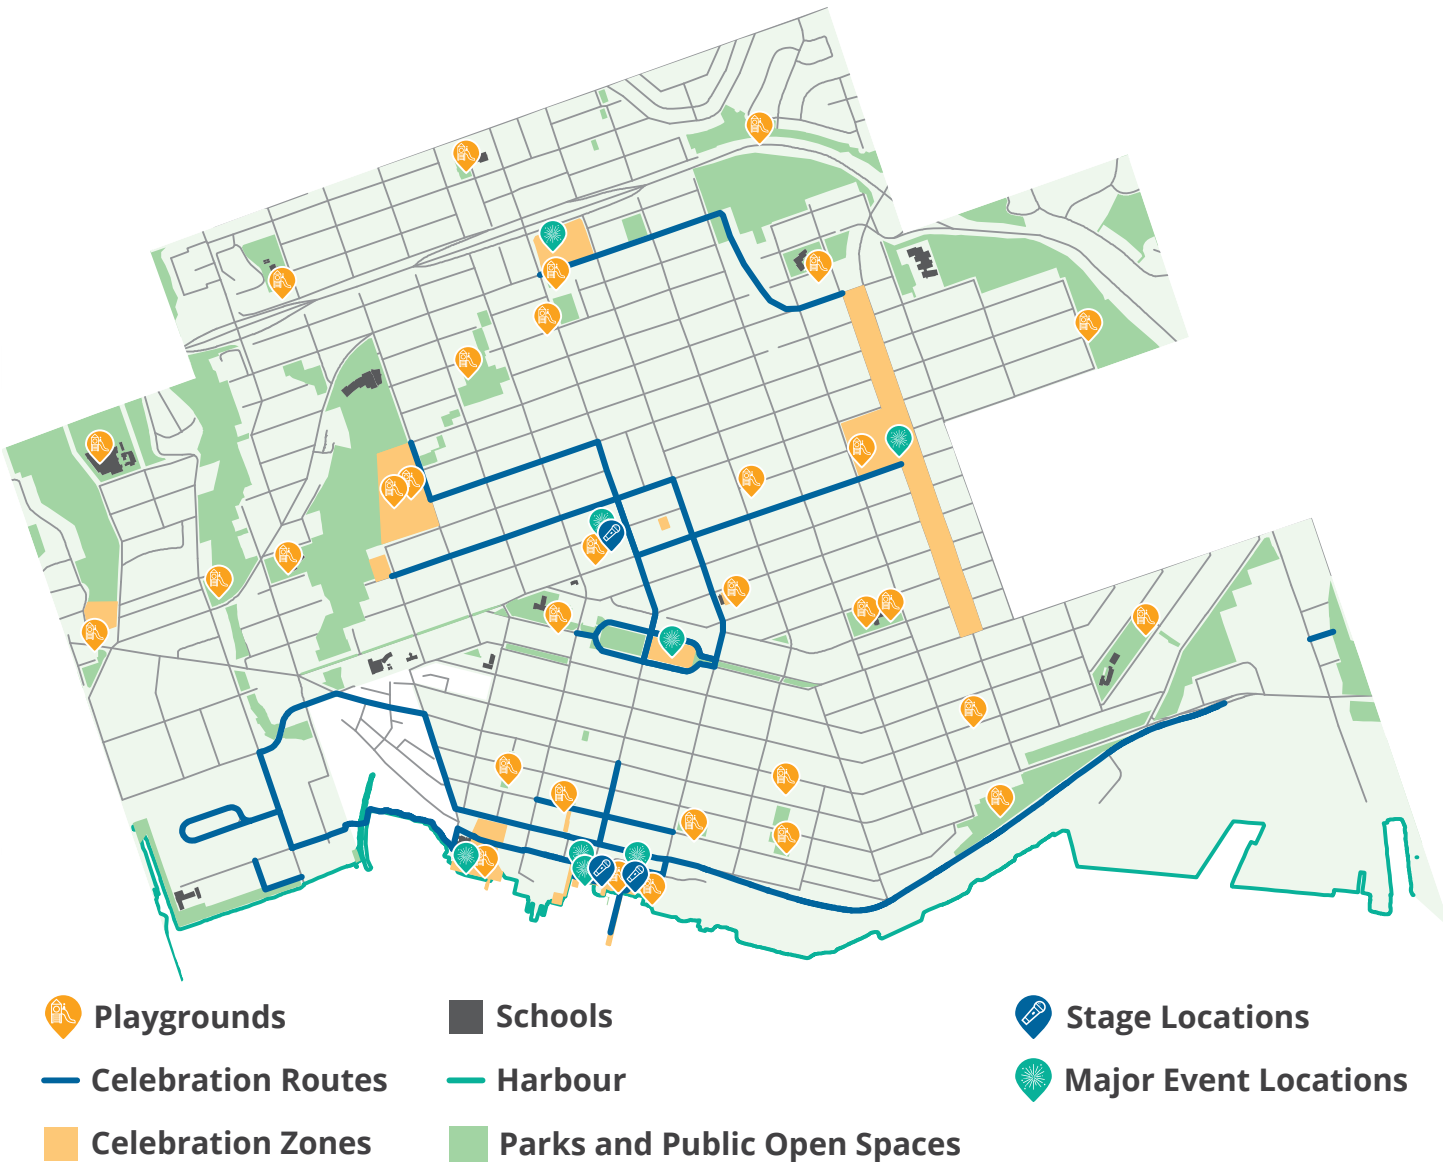 Playgrounds
Schools
Stage Locations
Celebration Routes
Harbour
Major Event Locations
Celebration Zones
Parks and Public Open Spaces